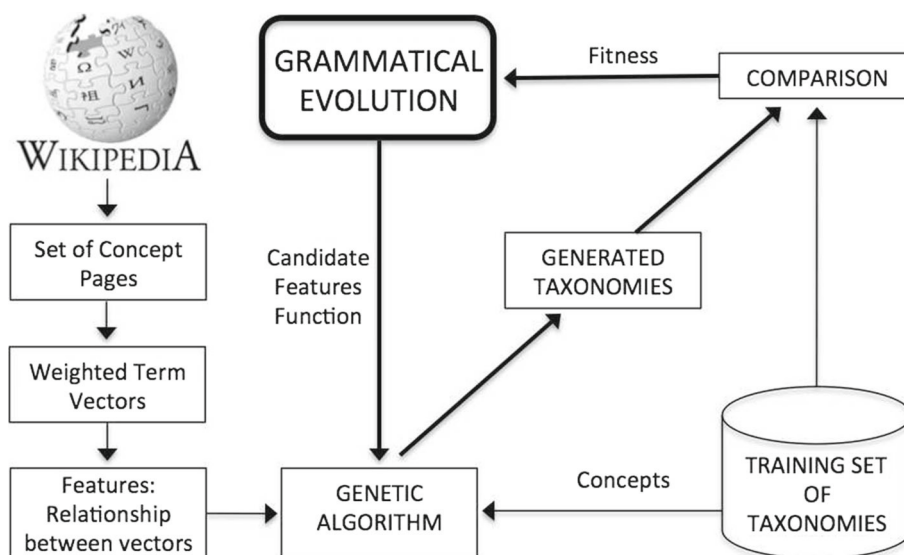 WIKIPEDIA
Set of Concept
Pages
Weighted Term
Vectors
Features:
Relationship
between vectors
GRAMMATICAL
EVOLUTION
Candidate
Features
Function
GENETIC
ALGORITHM
GENERATED
TAXONOMIES
Fitness
COMPARISON
Concepts
TRAINING SET
OF
TAXONOMIES